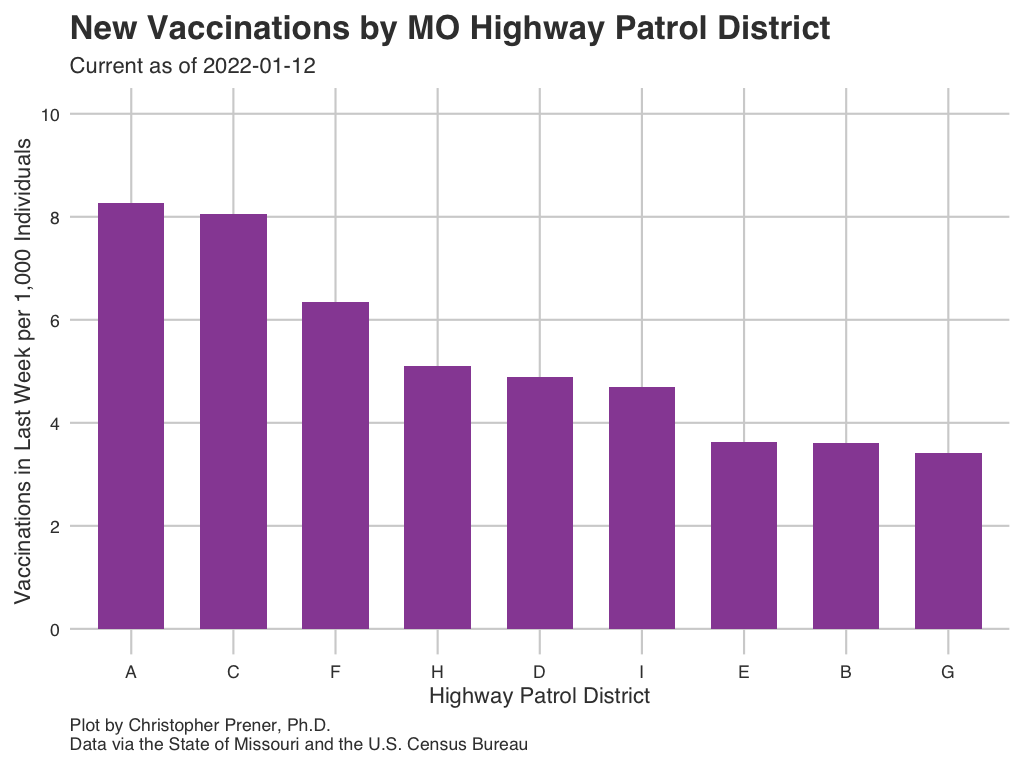 New Vaccinations by MO Highway Patrol District
Current as of 2022-01-12
Vaccinations in Last Week per 1,000 Individuals
10
8
6
4
2
0
A C F H D I E B G
Highway Patrol District
Plot by Christopher Prener, Ph.D.
Data via the State of Missouri and the U.S. Census Bureau